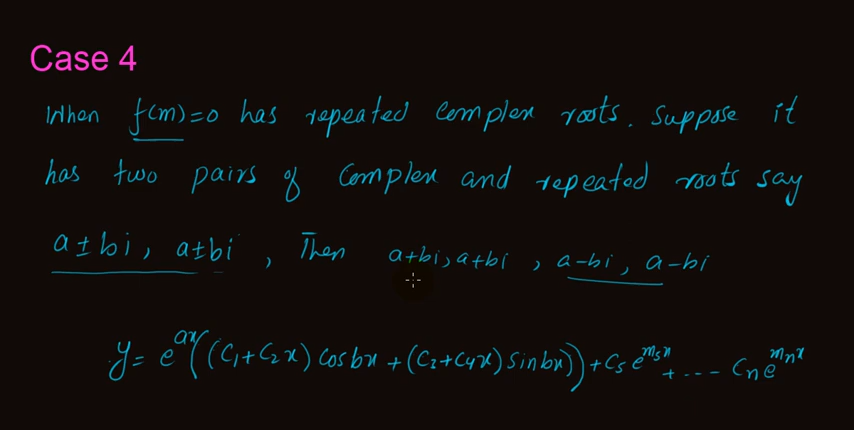 Case 4
When f(m)=0 has repeated complex roots. Suppose it
has two pairs of complex and repeated roots say
a±bi, a±bi, Then a+bi, a+bi, a-bi, a-bi
y = e^{ax}((C₁+C₂x) cos bx + (C₃+C₄x) sin bx) + C₅ e^{m₅x} + .... Cₙ e^{mₙx}